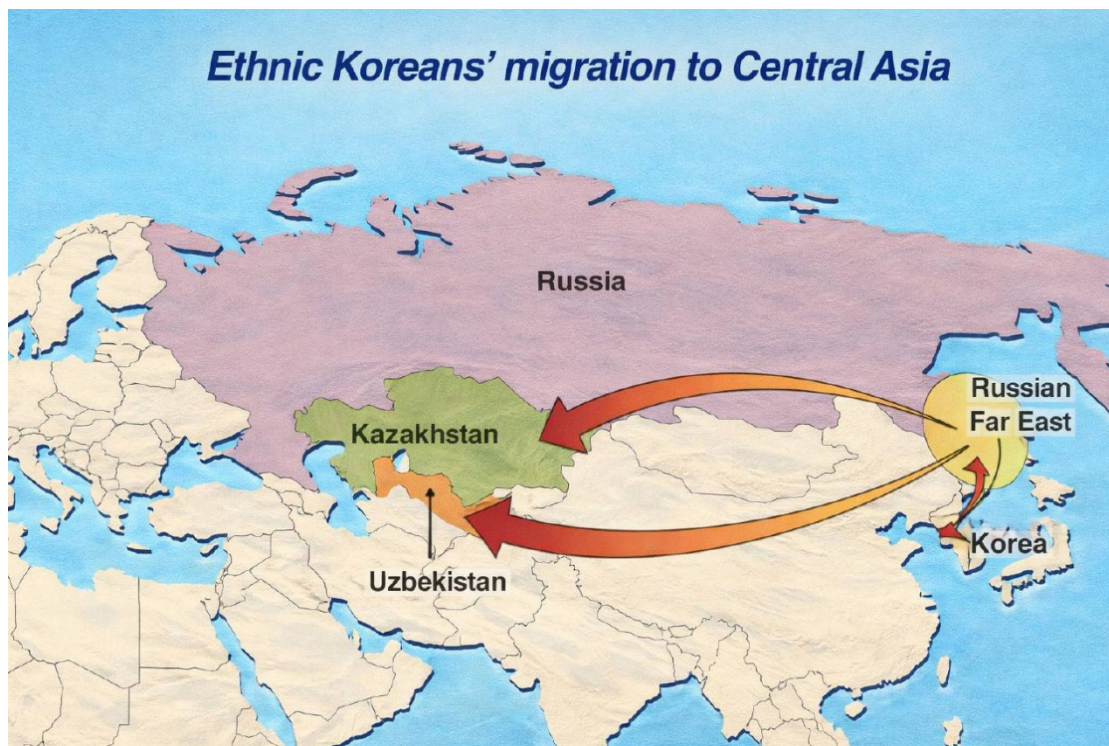 Ethnic Koreans' migration to Central Asia
Russia
Russian
Far East
Kazakhstan
Korea
Uzbekistan